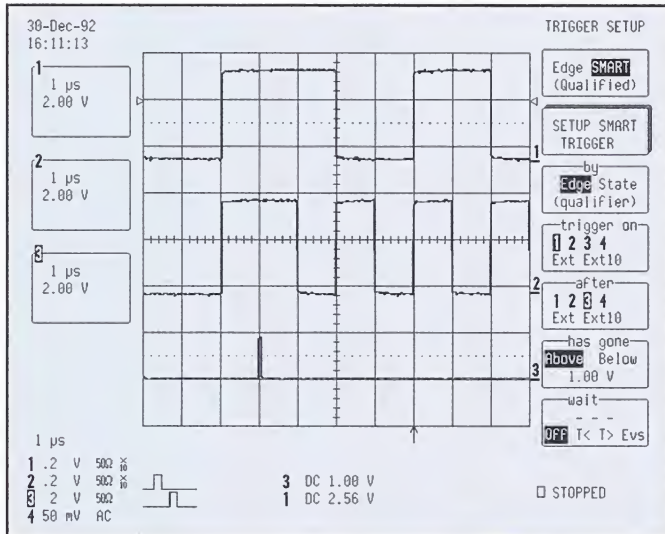 30-Dec-92
16:11:13
TRIGGER SETUP
1
1 µs
2.00 V
2
1 µs
2.00 V
3
1 µs
2.00 V
1
2
3
Edge SMART
(Qualified)
SETUP SMART
TRIGGER
by
Edge State
(qualifier)
trigger on
1 2 3 4
Ext Ext10
after
1 2 3 4
Ext Ext10
has gone
Above Below
1.00 V
wait
- - -
OFF T< T> Evs
1 µs
1 .2 V 50Ω X10
2 .2 V 50Ω X10
3 2 V 50Ω
4 50 mV AC
3 DC 1.00 V
1 DC 2.56 V
STOPPED